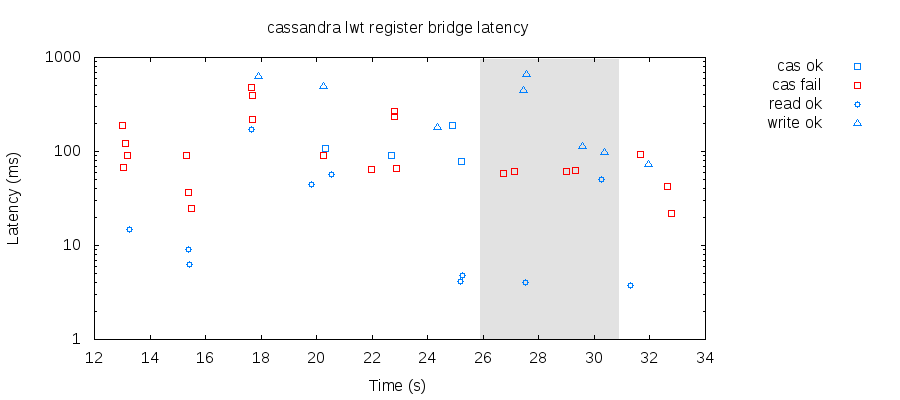 cassandra lwt register bridge latency
cas ok
cas fail
read ok
write ok
1000
100
10
1
Latency (ms)
12 14 16 18 20 22 24 26 28 30 32 34
Time (s)